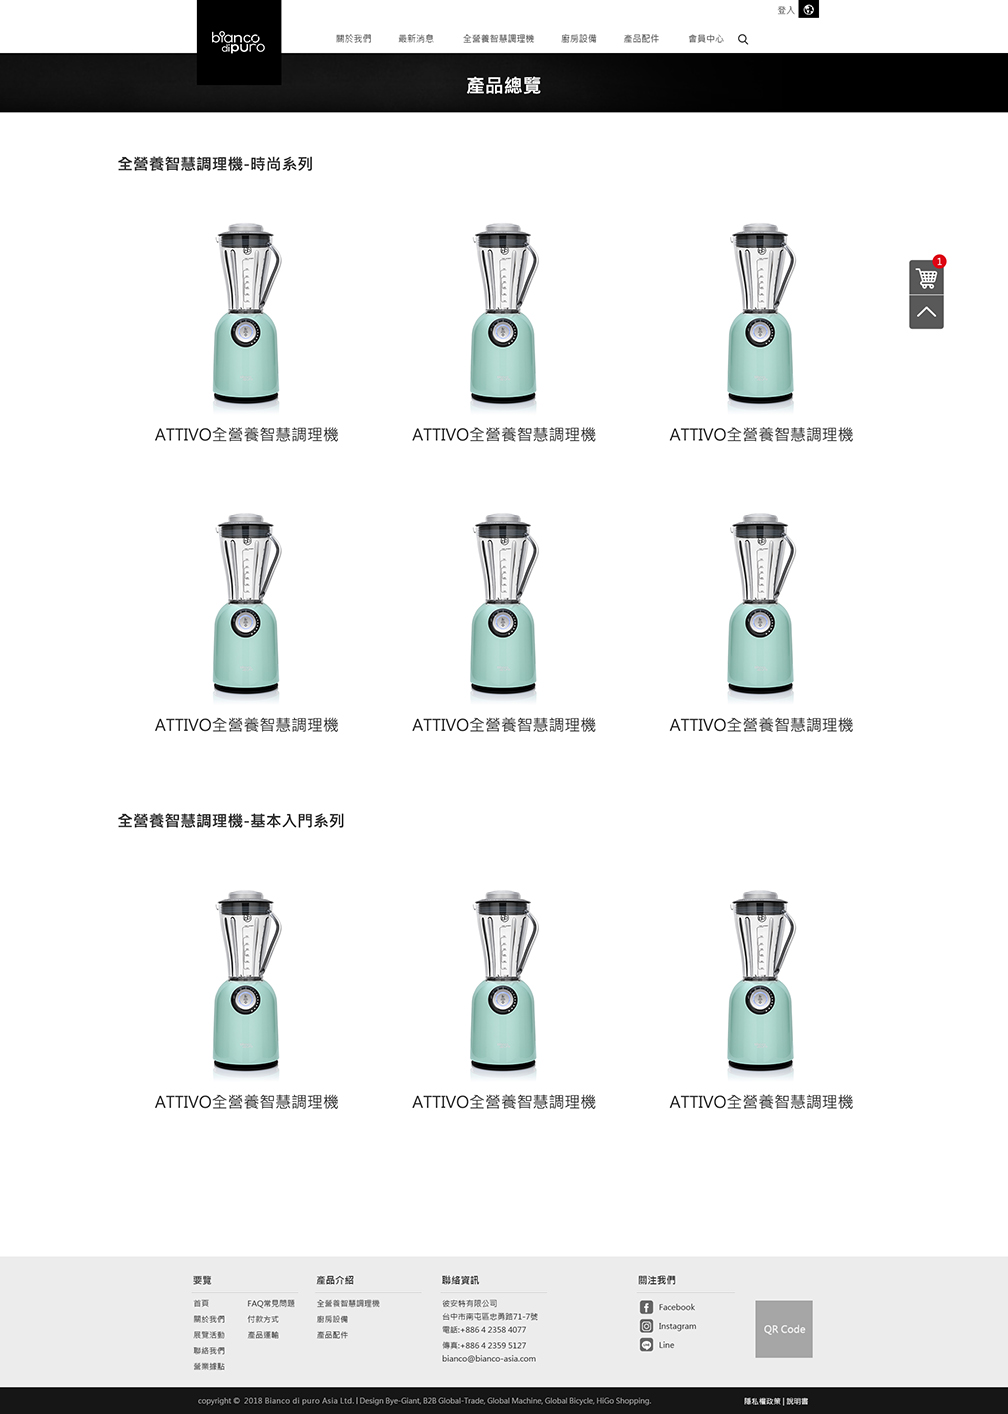 登入
bianco
di puro
關於我們 最新消息 全營養智慧調理機 廚房設備 產品配件 會員中心
產品總覽
全營養智慧調理機-時尚系列
1
ATTIVO全營養智慧調理機 ATTIVO全營養智慧調理機 ATTIVO全營養智慧調理機
ATTIVO全營養智慧調理機 ATTIVO全營養智慧調理機 ATTIVO全營養智慧調理機
全營養智慧調理機-基本入門系列
ATTIVO全營養智慧調理機 ATTIVO全營養智慧調理機 ATTIVO全營養智慧調理機
要覽
首頁 FAQ常見問題
關於我們 付款方式
展覽活動 產品運輸
聯絡我們
營業據點
產品介紹
全營養智慧調理機
廚房設備
產品配件
聯絡資訊
彼安特有限公司
台中市南屯區忠勇路71-7號
電話:+886 4 2358 4077
傳真:+886 4 2359 5127
bianco@bianco-asia.com
關注我們
Facebook
Instagram
Line
QR Code
copyright © 2018 Bianco di puro Asia Ltd. | Design Bye-Giant, B2B Global-Trade, Global Machine, Global Bicycle, HiGo Shopping.
隱私權政策 | 說明書